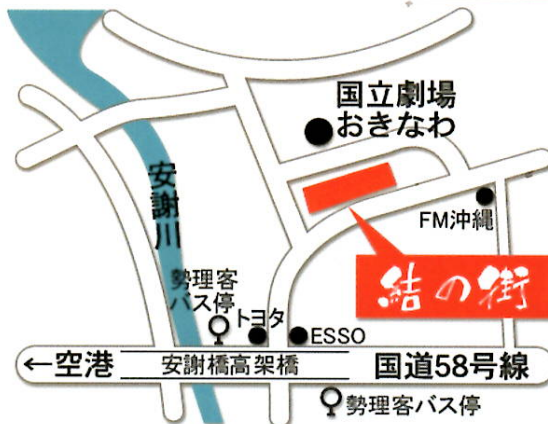 国立劇場
おきなわ
安謝川
FM沖縄
結の街
勢理客
バス停
トヨタ
ESSO
←空港
安謝橋高架橋
国道58号線
勢理客バス停